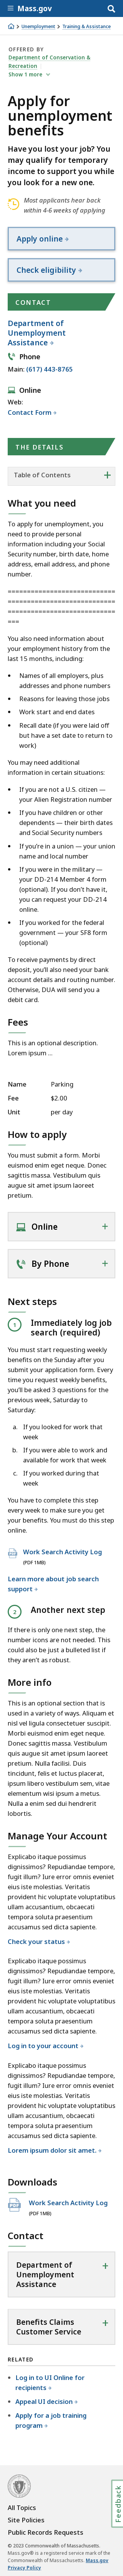 Mass.gov
Unemployment > Training & Assistance
OFFERED BY
Department of Conservation &
Recreation
Show 1 more
Apply for
unemployment
benefits
Have you lost your job? You
may qualify for temporary
income to support you while
you look for a new one.
Most applicants hear back
within 4-6 weeks of applying
Apply online
Check eligibility
CONTACT
Department of
Unemployment
Assistance
Phone
Main: (617) 443-8765
Online
Web:
Contact Form
THE DETAILS
Table of Contents
What you need
To apply for unemployment, you
need to provide personal
information including your Social
Security number, birth date, home
address, email address, and phone
number.
==========================
==========================
==========================
===
You also need information about
your employment history from the
last 15 months, including:
Names of all employers, plus
addresses and phone numbers
Reasons for leaving those jobs
Work start and end dates
Recall date (if you were laid off
but have a set date to return to
work)
You may need additional
information in certain situations:
If you are not a U.S. citizen —
your Alien Registration number
If you have children or other
dependents — their birth dates
and Social Security numbers
If you're in a union — your union
name and local number
If you were in the military —
your DD-214 Member 4 form
(optional). If you don't have it,
you can request your DD-214
online.
If you worked for the federal
government — your SF8 form
(optional)
To receive payments by direct
deposit, you'll also need your bank
account details and routing number.
Otherwise, DUA will send you a
debit card.
Fees
This is an optional description.
Lorem ipsum ...
Name Parking
Fee $2.00
Unit per day
How to apply
You must submit a form. Morbi
euismod enim eget neque. Donec
sagittis massa. Vestibulum quis
augue sit amet ipsum laoreet
pretium.
Online
By Phone
Next steps
1 Immediately log job
search (required)
You must start requesting weekly
benefits on the Sunday after you
submit your application. Every time
you request weekly benefits, you'll
be asked 3 questions for the
previous week, Saturday to
Saturday:
a. If you looked for work that
week
b. If you were able to work and
available for work that week
c. If you worked during that
week
You have to complete this step
every week to make sure you get
your benefits. You must do this step
online.
Work Search Activity Log
(PDF 1MB)
Learn more about job search
support
2 Another next step
If there is only one next step, the
number icon are not needed. This
should also not be just a bulleted list if
they aren't in that order.
More info
This is an optional section that is
used in a variety of ways. Aliquam a
nisl vel ligula consectetuer suscipit.
Morbi euismod enim eget neque.
Donec sagittis massa. Vestibulum
quis augue sit amet ipsum laoreet
pretium. Nulla facilisi. Duis
tincidunt, felis et luctus placerat,
ipsum libero vestibulum sem, vitae
elementum wisi ipsum a metus.
Nulla a enim sed dui hendrerit
lobortis.
Manage Your Account
Explicabo itaque possimus
dignissimos? Repudiandae tempore,
fugit illum? Iure error omnis eveniet
eius sit molestiae. Veritatis
provident hic voluptate voluptatibus
ullam accusantium, obcaecati
totam dignissimos placeat
accusamus sed dicta sapiente.
Check your status
Explicabo itaque possimus
dignissimos? Repudiandae tempore,
fugit illum? Iure error omnis eveniet
eius sit molestiae. Veritatis
provident hic voluptate voluptatibus
ullam accusantium, obcaecati
totam dignissimos placeat
accusamus sed dicta sapiente.
Log in to your account
Explicabo itaque possimus
dignissimos? Repudiandae tempore,
fugit illum? Iure error omnis eveniet
eius sit molestiae. Veritatis
provident hic voluptate voluptatibus
ullam accusantium, obcaecati
totam dignissimos placeat
accusamus sed dicta sapiente.
Lorem ipsum dolor sit amet.
Downloads
Work Search Activity Log
(PDF 1MB)
Contact
Department of
Unemployment
Assistance
Benefits Claims
Customer Service
RELATED
Log in to UI Online for
recipients
Appeal UI decision
Apply for a job training
program
Feedback
All Topics
Site Policies
Public Records Requests
© 2023 Commonwealth of Massachusetts.
Mass.gov® is a registered service mark of the
Commonwealth of Massachusetts. Mass.gov
Privacy Policy